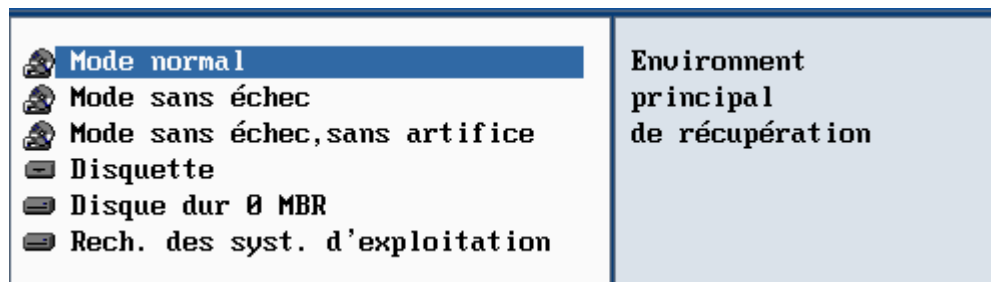 Mode normal
Mode sans échec
Mode sans échec,sans artifice
Disquette
Disque dur 0 MBR
Rech. des syst. d'exploitation
Environnent
principal
de récupération